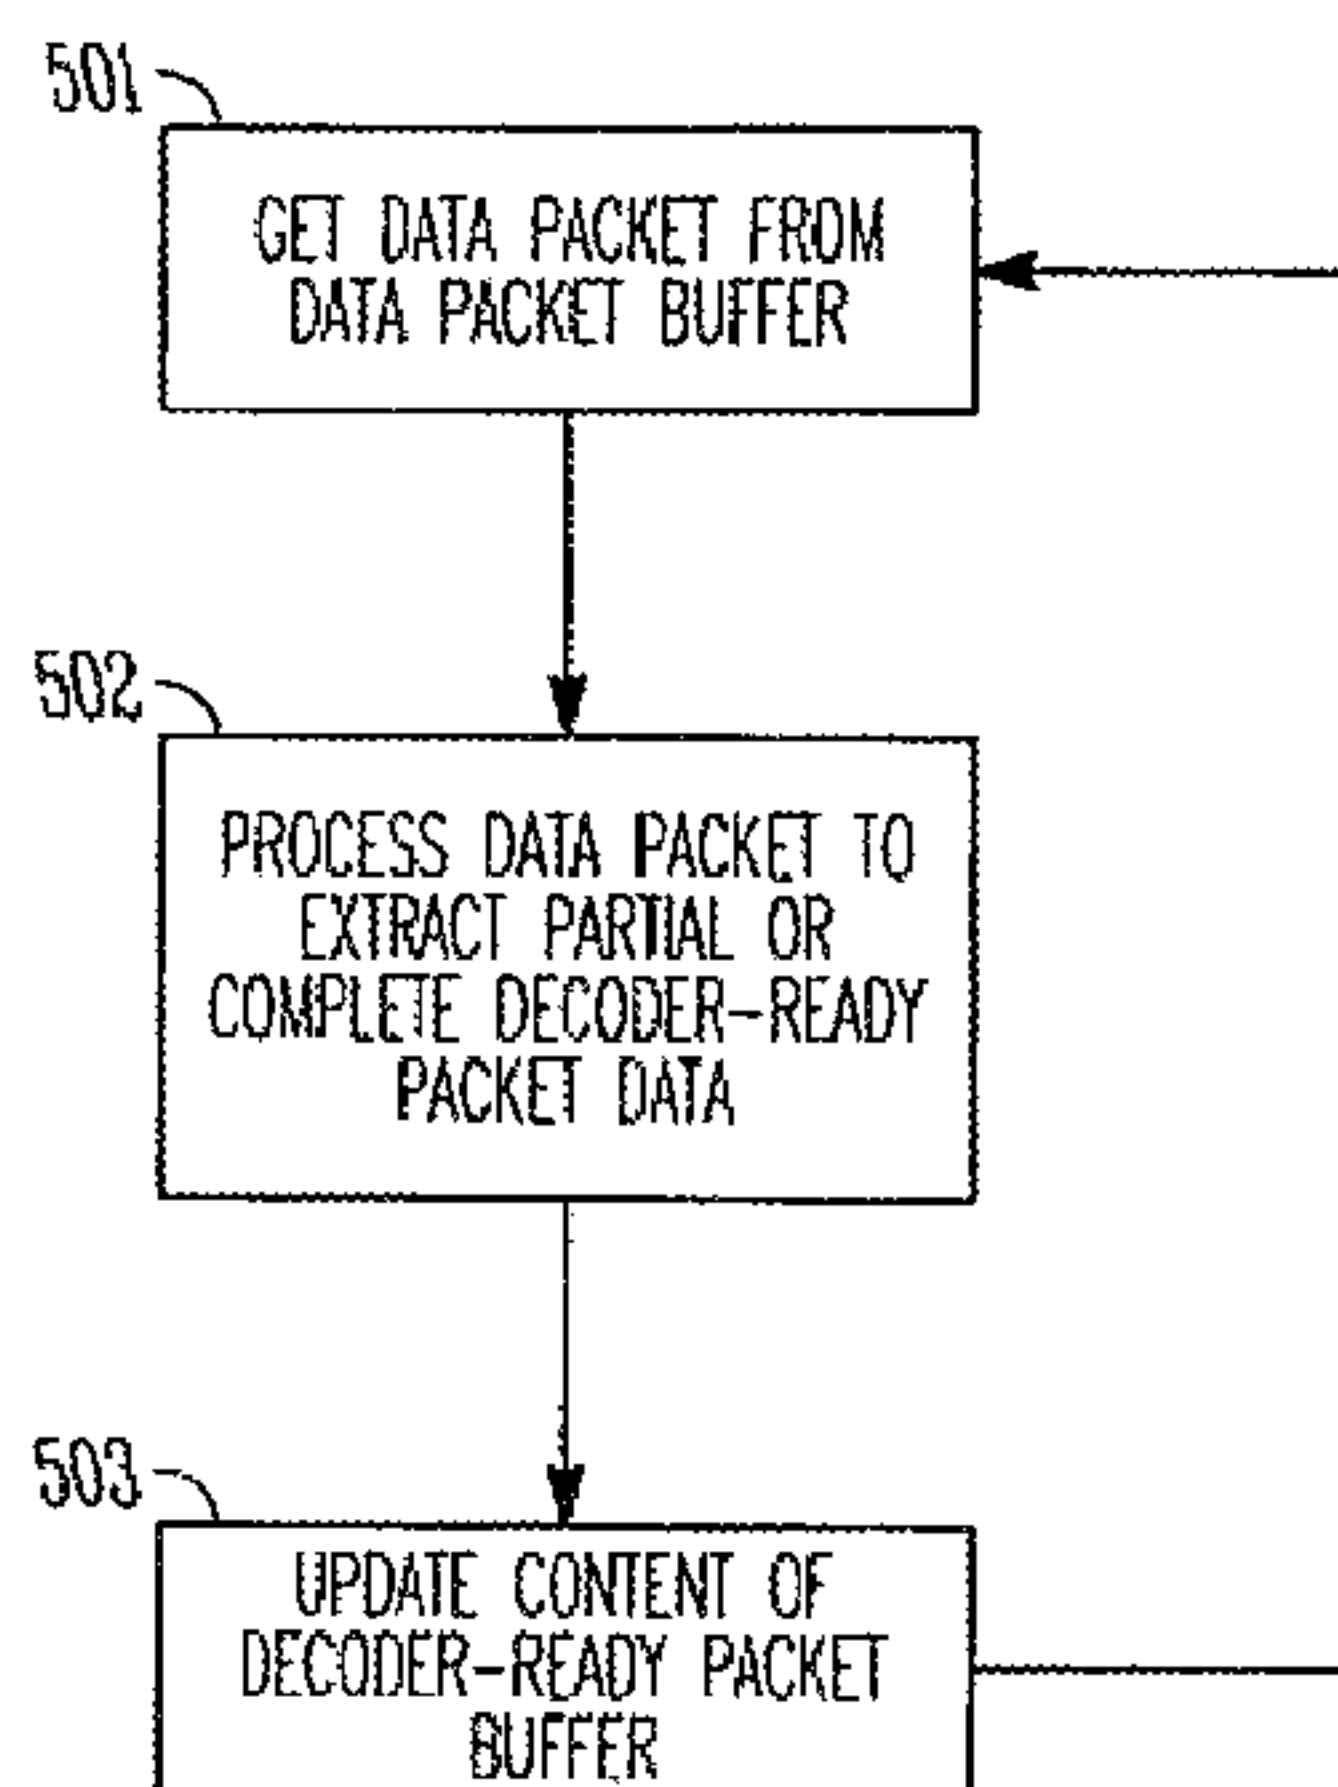 501
GET DATA PACKET FROM
DATA PACKET BUFFER
502
PROCESS DATA PACKET TO
EXTRACT PARTIAL OR
COMPLETE DECODER-READY
PACKET DATA
503
UPDATE CONTENT OF
DECODER-READY PACKET
BUFFER